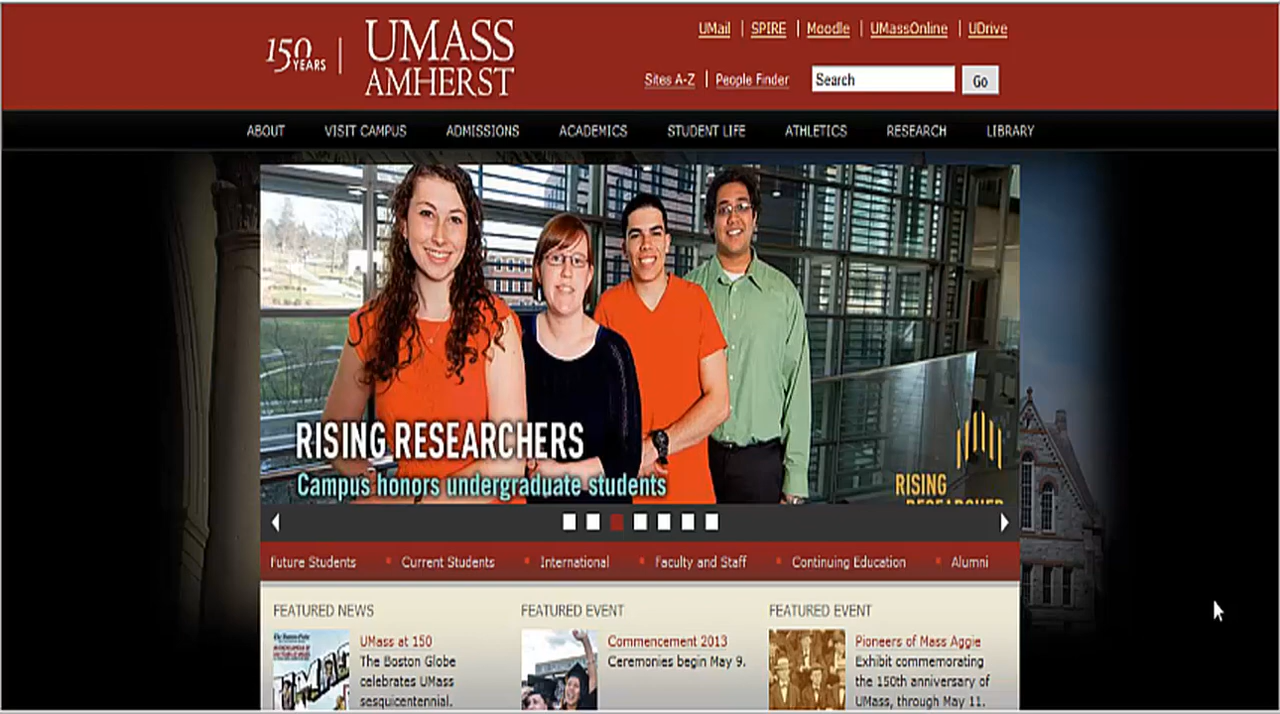 150 YEARS
UMASS
AMHERST
UMail
SPIRE
Moodle
UMassOnline
UDrive
Sites A-Z
People Finder
Search
Go
ABOUT
VISIT CAMPUS
ADMISSIONS
ACADEMICS
STUDENT LIFE
ATHLETICS
RESEARCH
LIBRARY
RISING RESEARCHERS
Campus honors undergraduate students
RISING
RESEARCHER
Future Students
Current Students
International
Faculty and Staff
Continuing Education
Alumni
FEATURED NEWS
UMass at 150
The Boston Globe
celebrates UMass
sesquicentennial.
FEATURED EVENT
Commencement 2013
Ceremonies begin May 9.
FEATURED EVENT
Pioneers of Mass Aggie
Exhibit commemorating
the 150th anniversary of
UMass, through May 11.